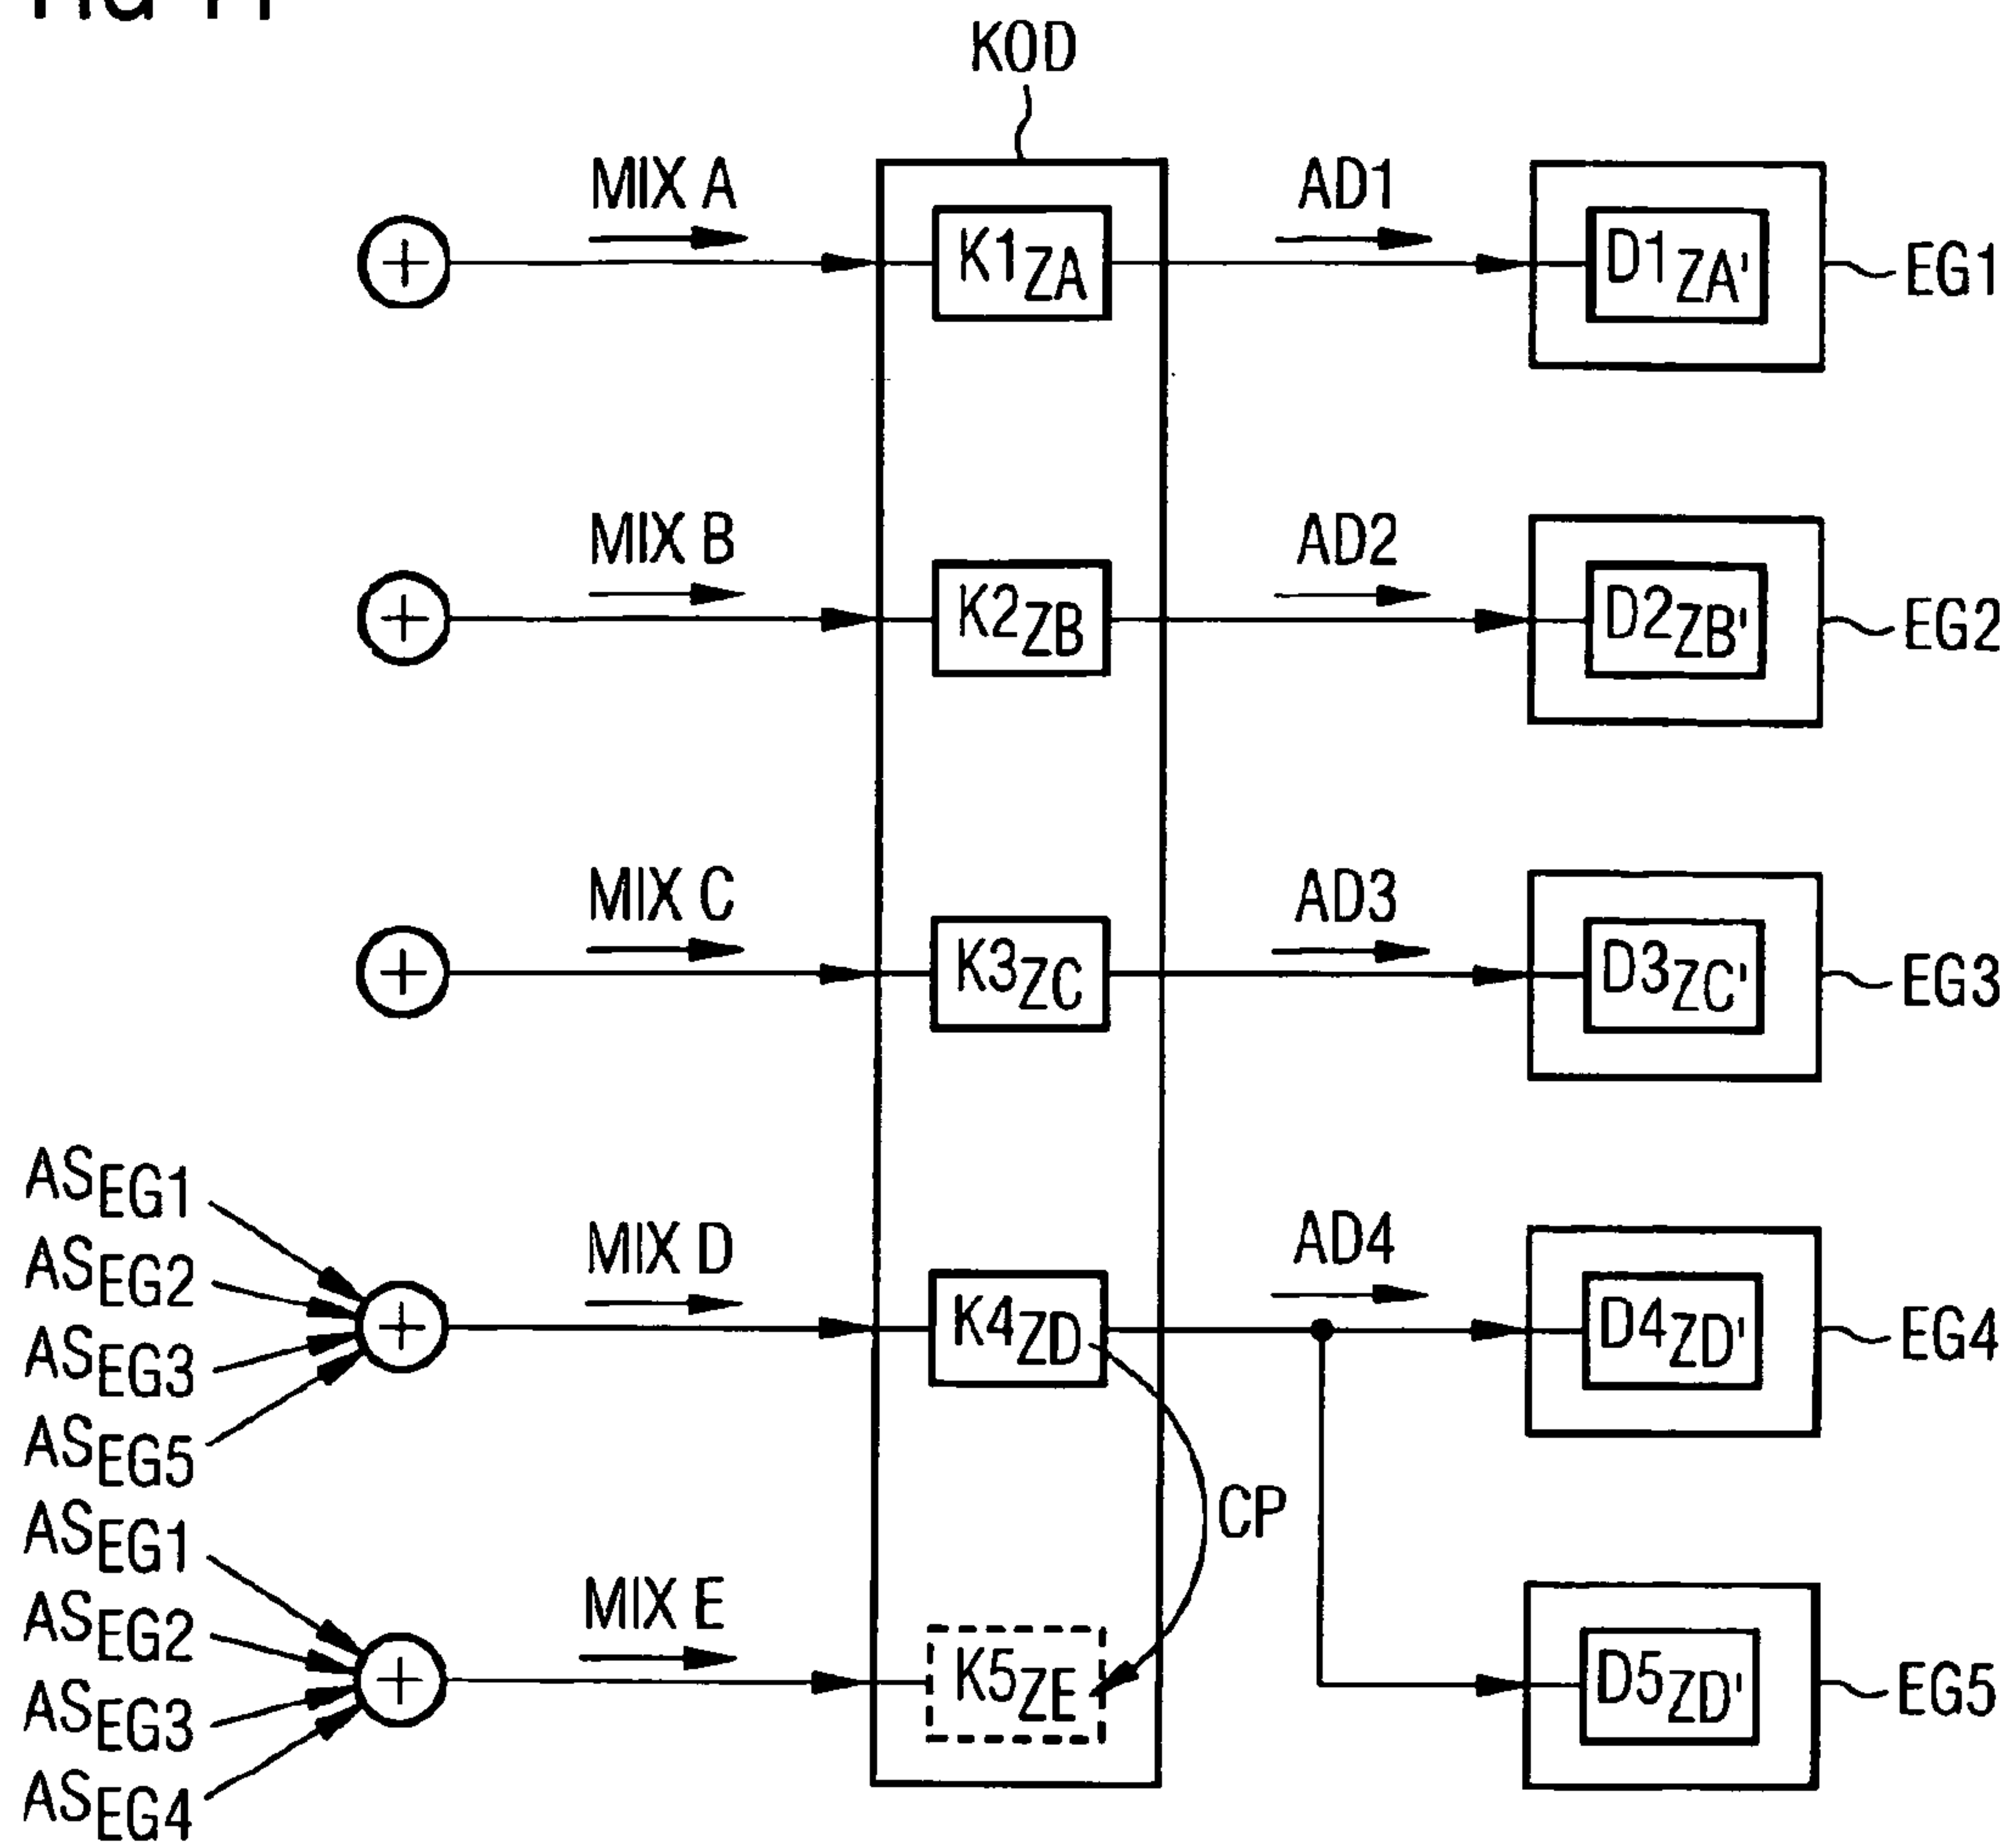 KOD
MIX A
K1ZA
AD1
D1ZA'
EG1
MIX B
K2ZB
AD2
D2ZB'
EG2
MIX C
K3ZC
AD3
D3ZC'
EG3
ASEG1
ASEG2
ASEG3
ASEG5
MIX D
K4ZD
AD4
D4ZD'
EG4
CP
ASEG1
ASEG2
ASEG3
ASEG4
MIX E
K5ZE
D5ZD'
EG5